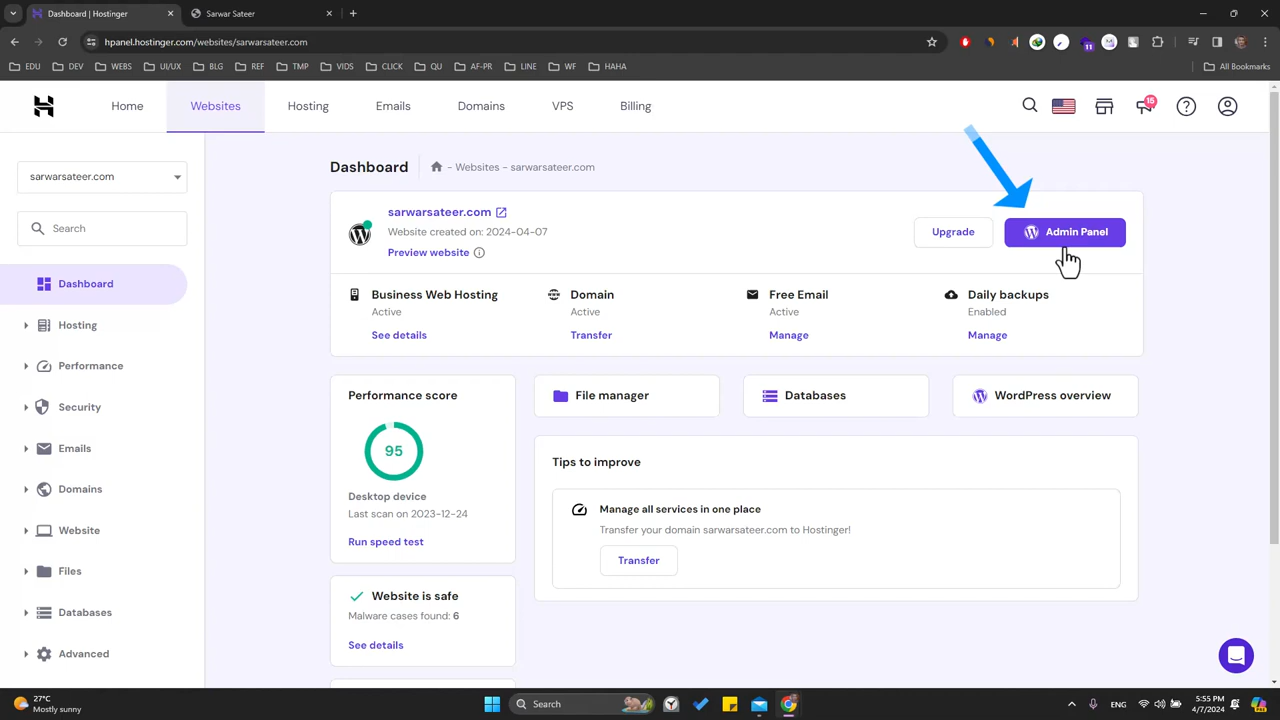 Dashboard | Hostinger
Sarwar Sateer
hpanel.hostinger.com/websites/sarwarsateer.com
EDU
DEV
WEBS
UI/UX
BLG
REF
TMP
VIDS
CLICK
QU
AF-PR
LINE
WF
HAHA
All Bookmarks
11
Home
Websites
Hosting
Emails
Domains
VPS
Billing
15
sarwarsateer.com
Search
Dashboard
Hosting
Performance
Security
Emails
Domains
Website
Files
Databases
Advanced
Dashboard
- Websites - sarwarsateer.com
sarwarsateer.com
Website created on: 2024-04-07
Preview website
Upgrade
Admin Panel
Business Web Hosting
Active
See details
Domain
Active
Transfer
Free Email
Active
Manage
Daily backups
Enabled
Manage
Performance score
95
Desktop device
Last scan on 2023-12-24
Run speed test
File manager
Databases
WordPress overview
Tips to improve
Manage all services in one place
Transfer your domain sarwarsateer.com to Hostinger!
Transfer
Website is safe
Malware cases found: 6
See details
27°C
Mostly sunny
Search
ENG
5:55 PM
4/7/2024